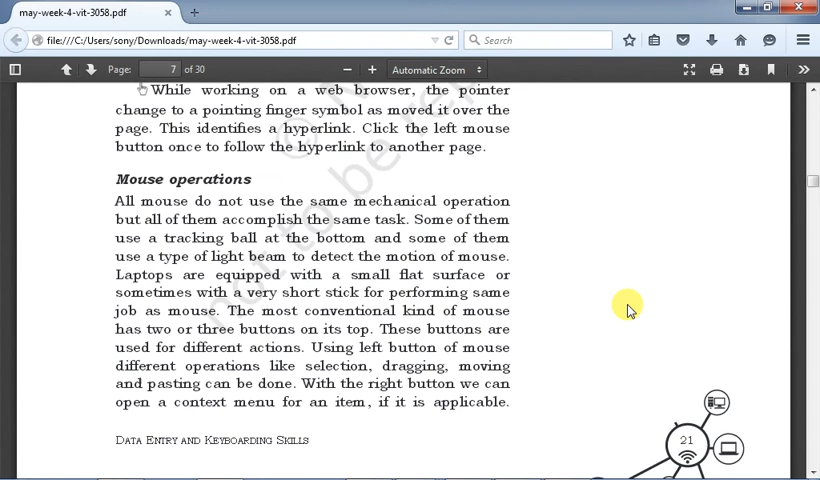 may-week-4-vit-3058.pdf
file:///C:/Users/sony/Downloads/may-week-4-vit-3058.pdf
Search
Page: 7 of 30
Automatic Zoom
While working on a web browser, the pointer
change to a pointing finger symbol as moved it over the
page. This identifies a hyperlink. Click the left mouse
button once to follow the hyperlink to another page.
Mouse operations
All mouse do not use the same mechanical operation
but all of them accomplish the same task. Some of them
use a tracking ball at the bottom and some of them
use a type of light beam to detect the motion of mouse.
Laptops are equipped with a small flat surface or
sometimes with a very short stick for performing same
job as mouse. The most conventional kind of mouse
has two or three buttons on its top. These buttons are
used for different actions. Using left button of mouse
different operations like selection, dragging, moving
and pasting can be done. With the right button we can
open a context menu for an item, if it is applicable.
DATA ENTRY AND KEYBOARDING SKILLS
21
not to be rep
©